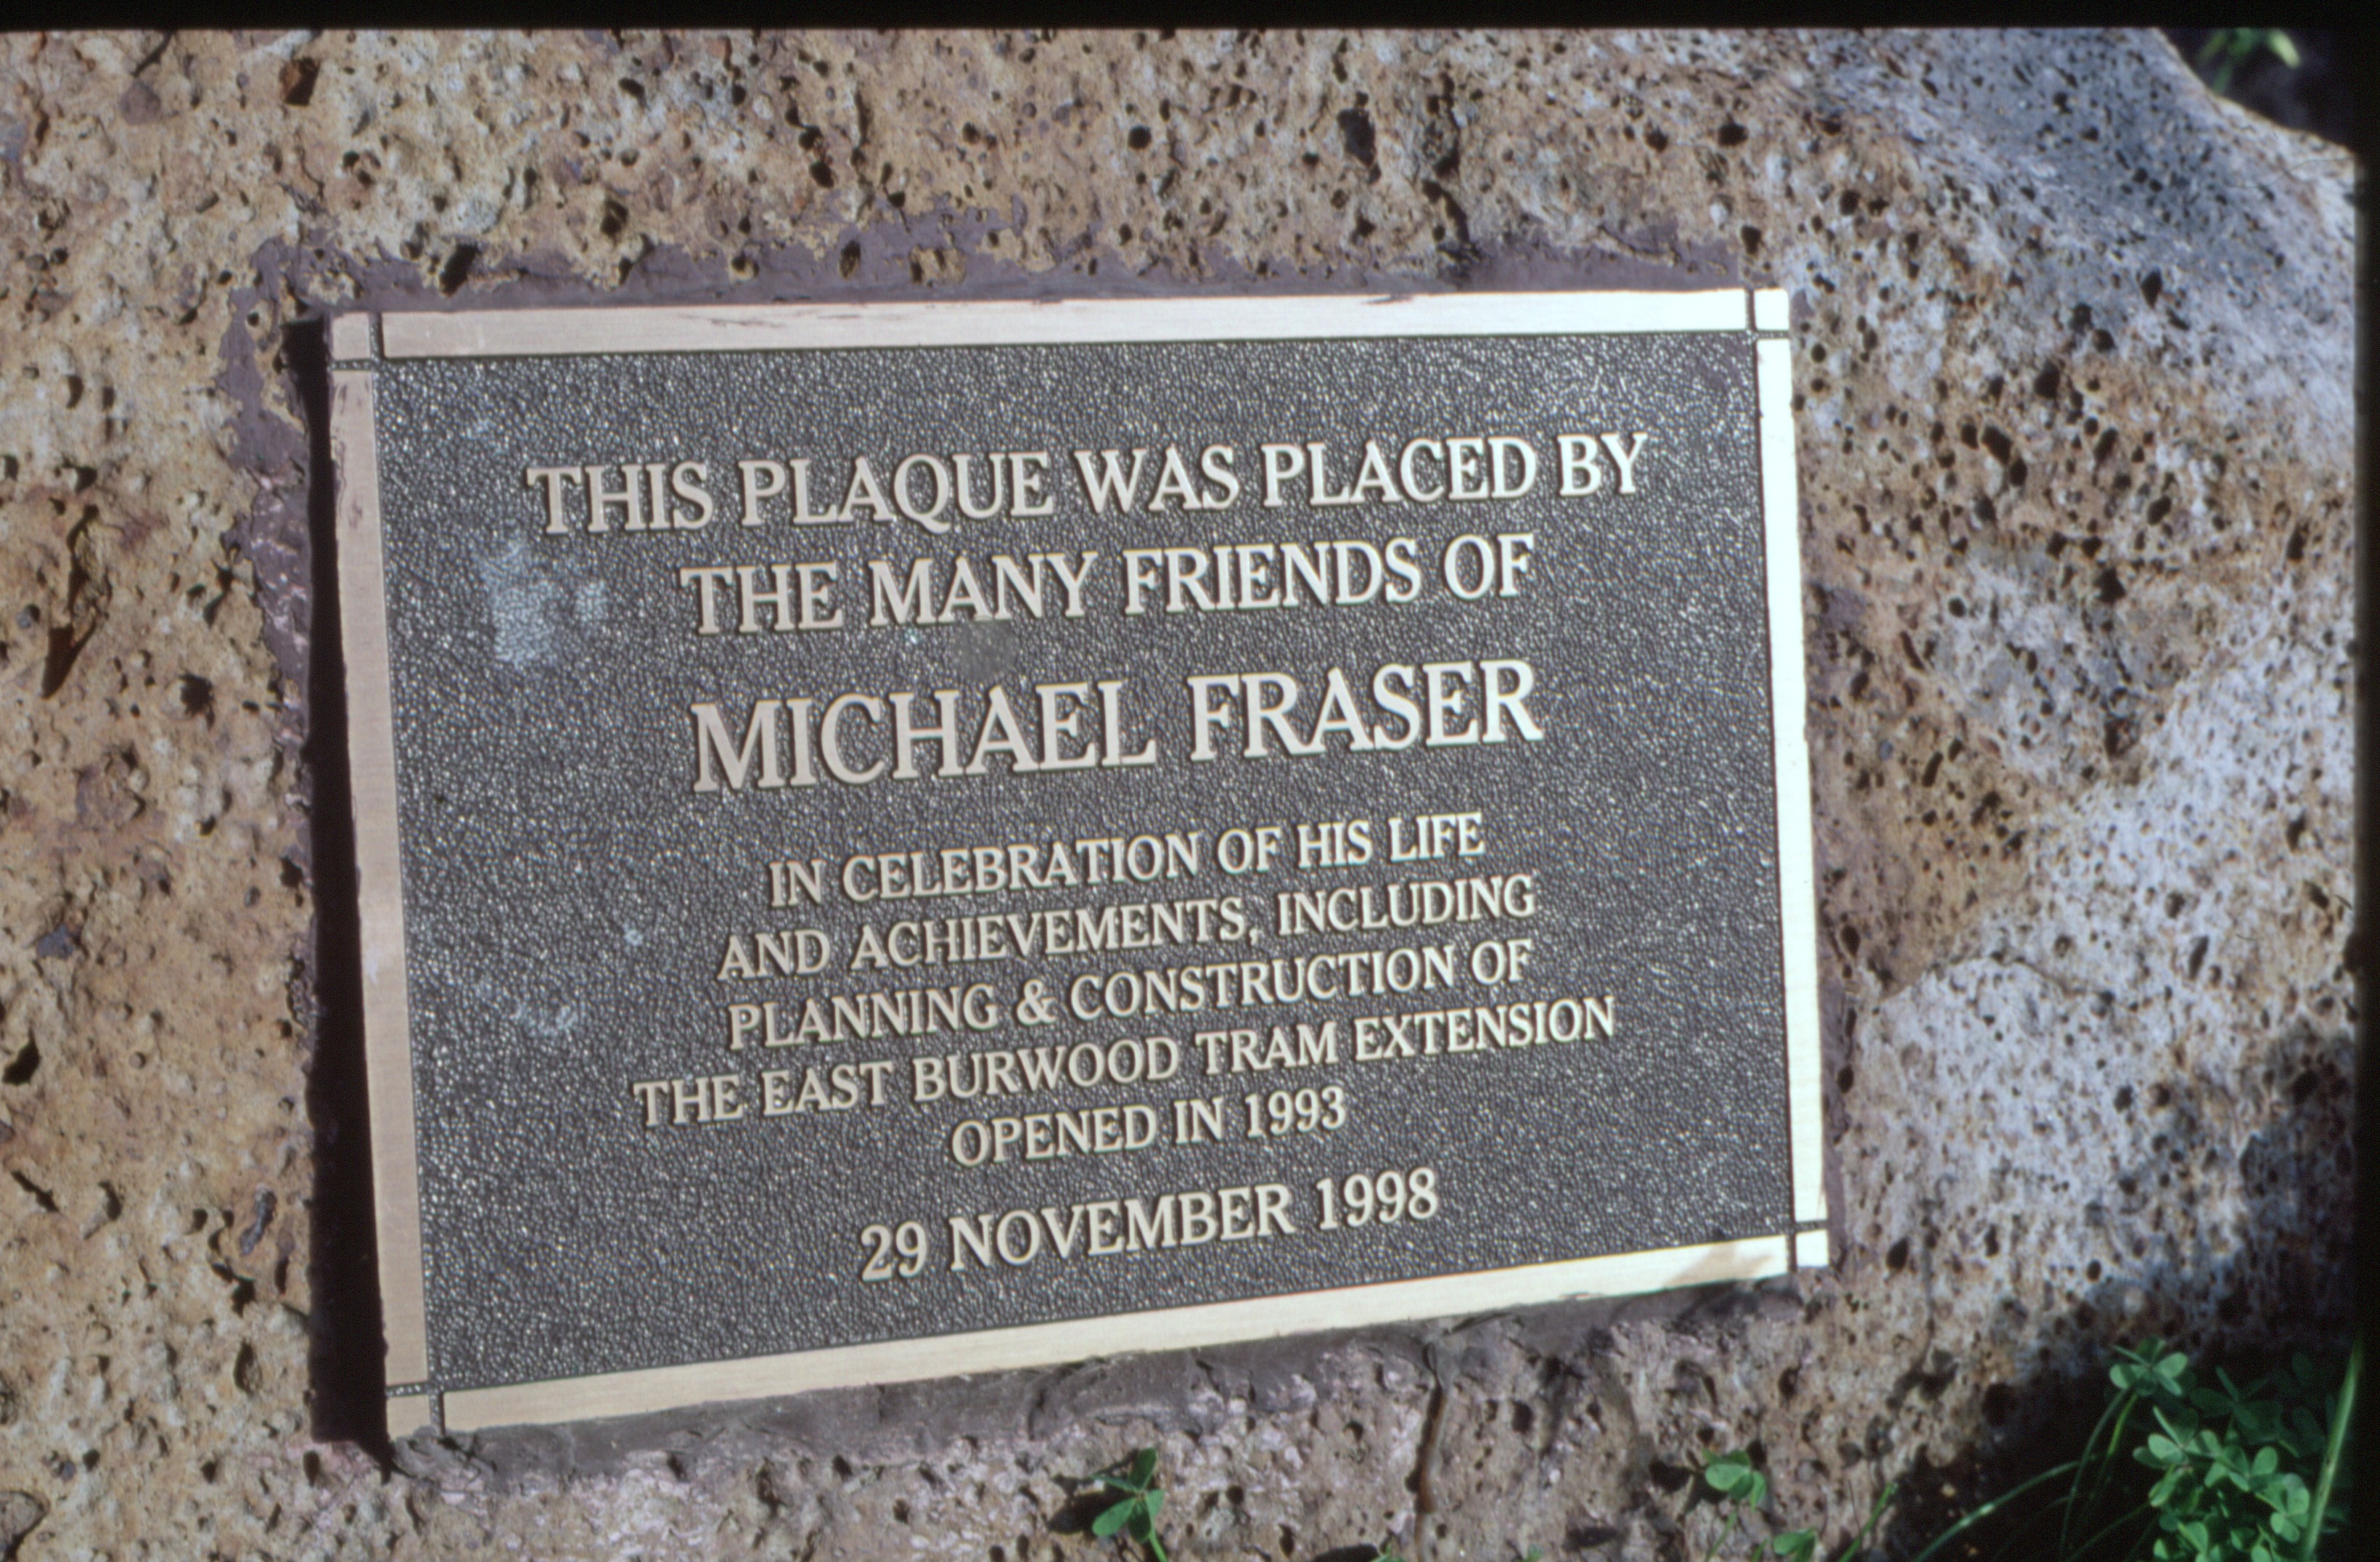 THIS PLAQUE WAS PLACED BY
THE MANY FRIENDS OF
MICHAEL FRASER
IN CELEBRATION OF HIS LIFE
AND ACHIEVEMENTS, INCLUDING
PLANNING & CONSTRUCTION OF
THE EAST BURWOOD TRAM EXTENSION
OPENED IN 1993
29 NOVEMBER 1998